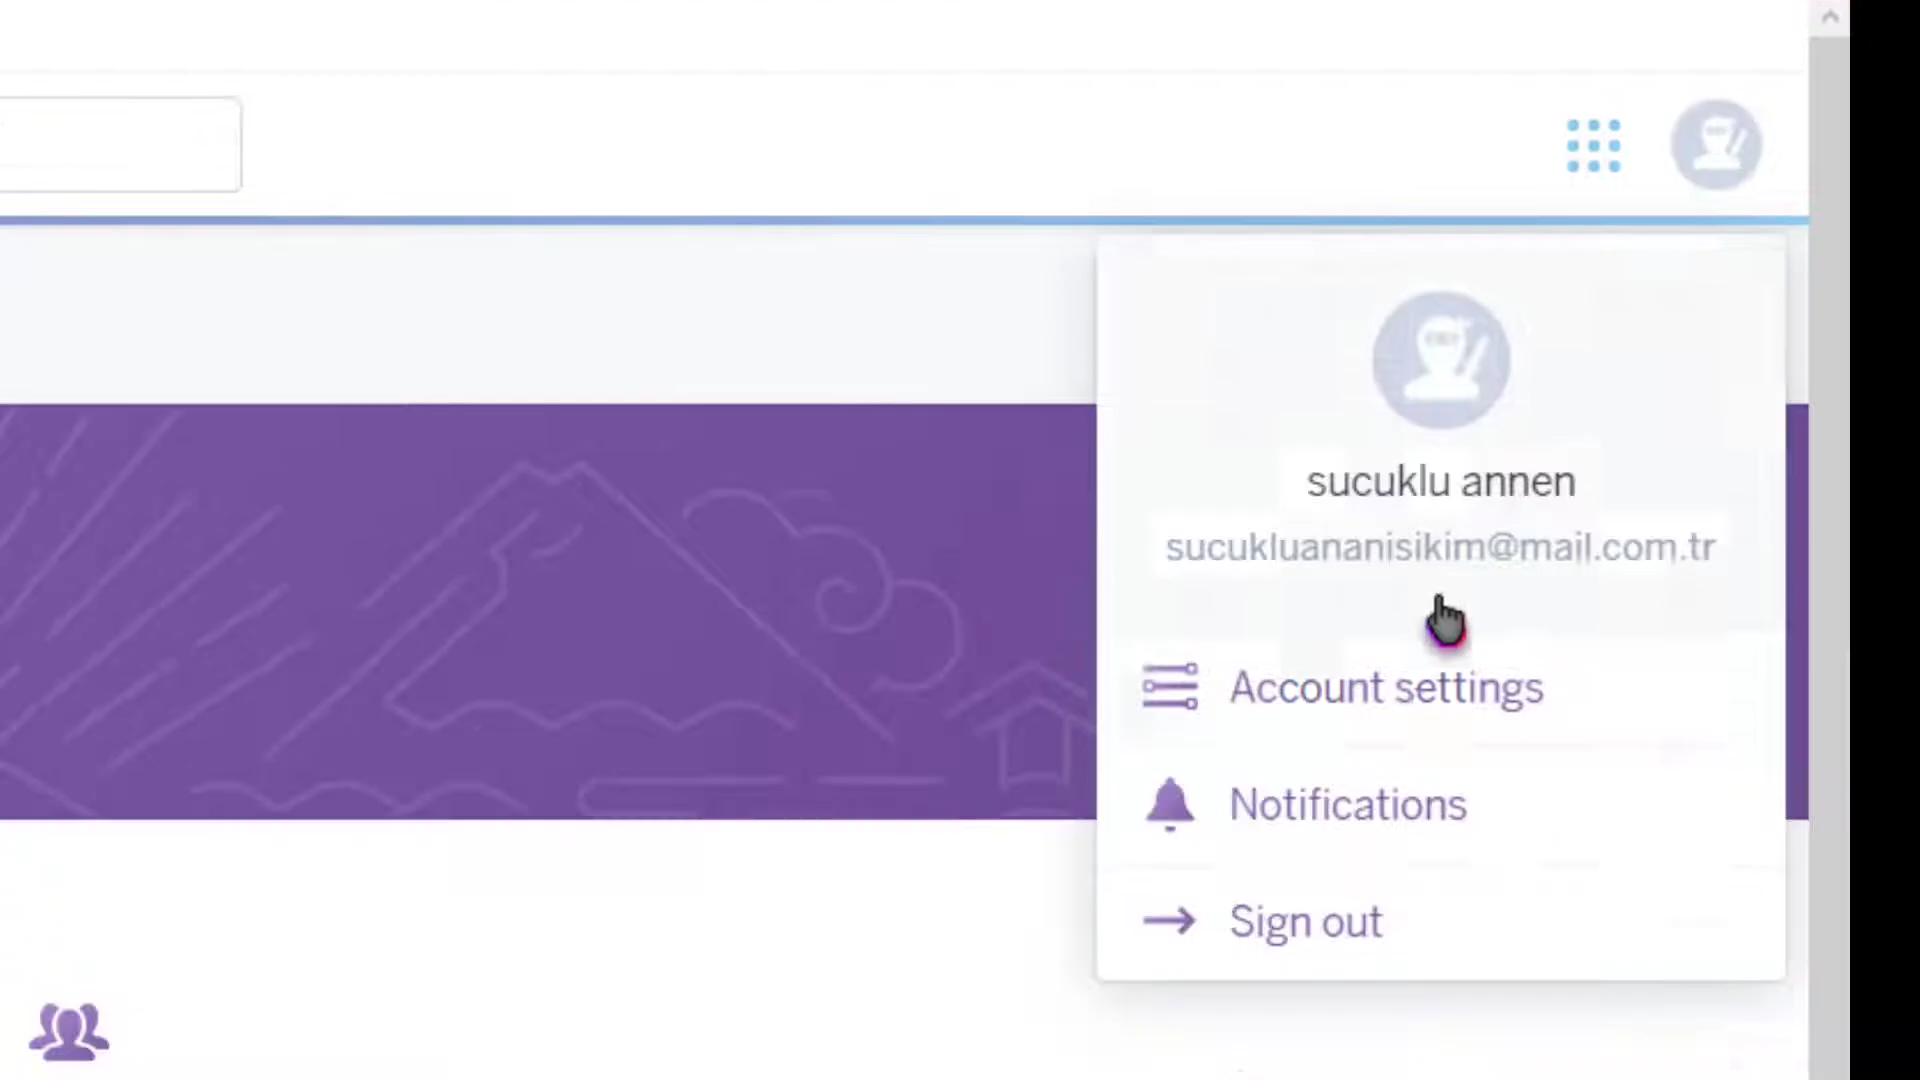 sucuklu annen
sucukluananisikim@mail.com.tr
Account settings
Notifications
Sign out